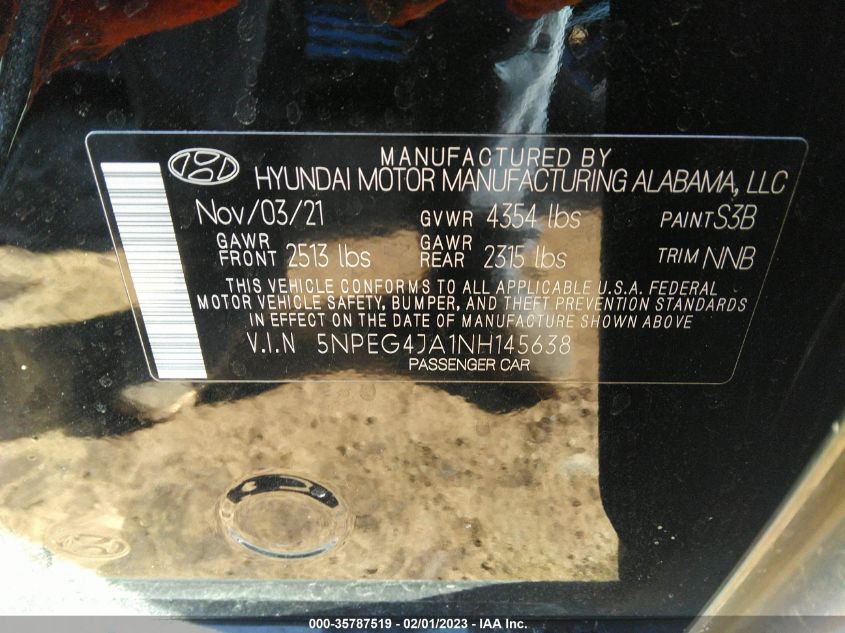 MANUFACTURED BY
HYUNDAI MOTOR MANUFACTURING ALABAMA, LLC
Nov/03/21 GVWR 4354 lbs PAINT S3B
GAWR FRONT 2513 lbs GAWR REAR 2315 lbs TRIM NNB
THIS VEHICLE CONFORMS TO ALL APPLICABLE U.S.A. FEDERAL
MOTOR VEHICLE SAFETY, BUMPER, AND THEFT PREVENTION STANDARDS
IN EFFECT ON THE DATE OF MANUFACTURE SHOWN ABOVE
V.I.N 5NPEG4JA1NH145638
PASSENGER CAR
000-35787519 — 02/01/2023 — IAA Inc.